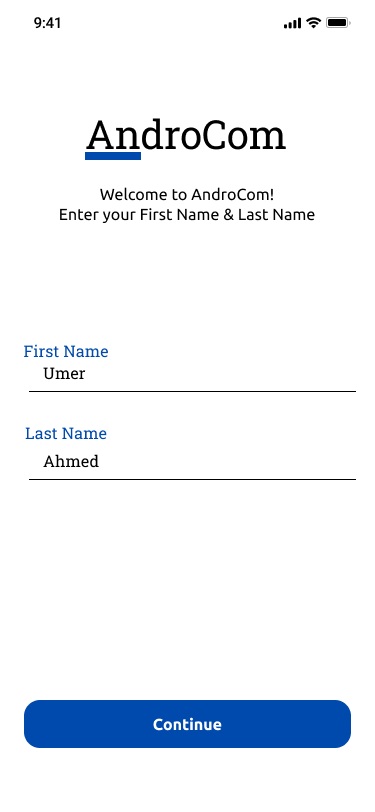 9:41
AndroCom
Welcome to AndroCom!
Enter your First Name & Last Name
First Name
Umer
Last Name
Ahmed
Continue